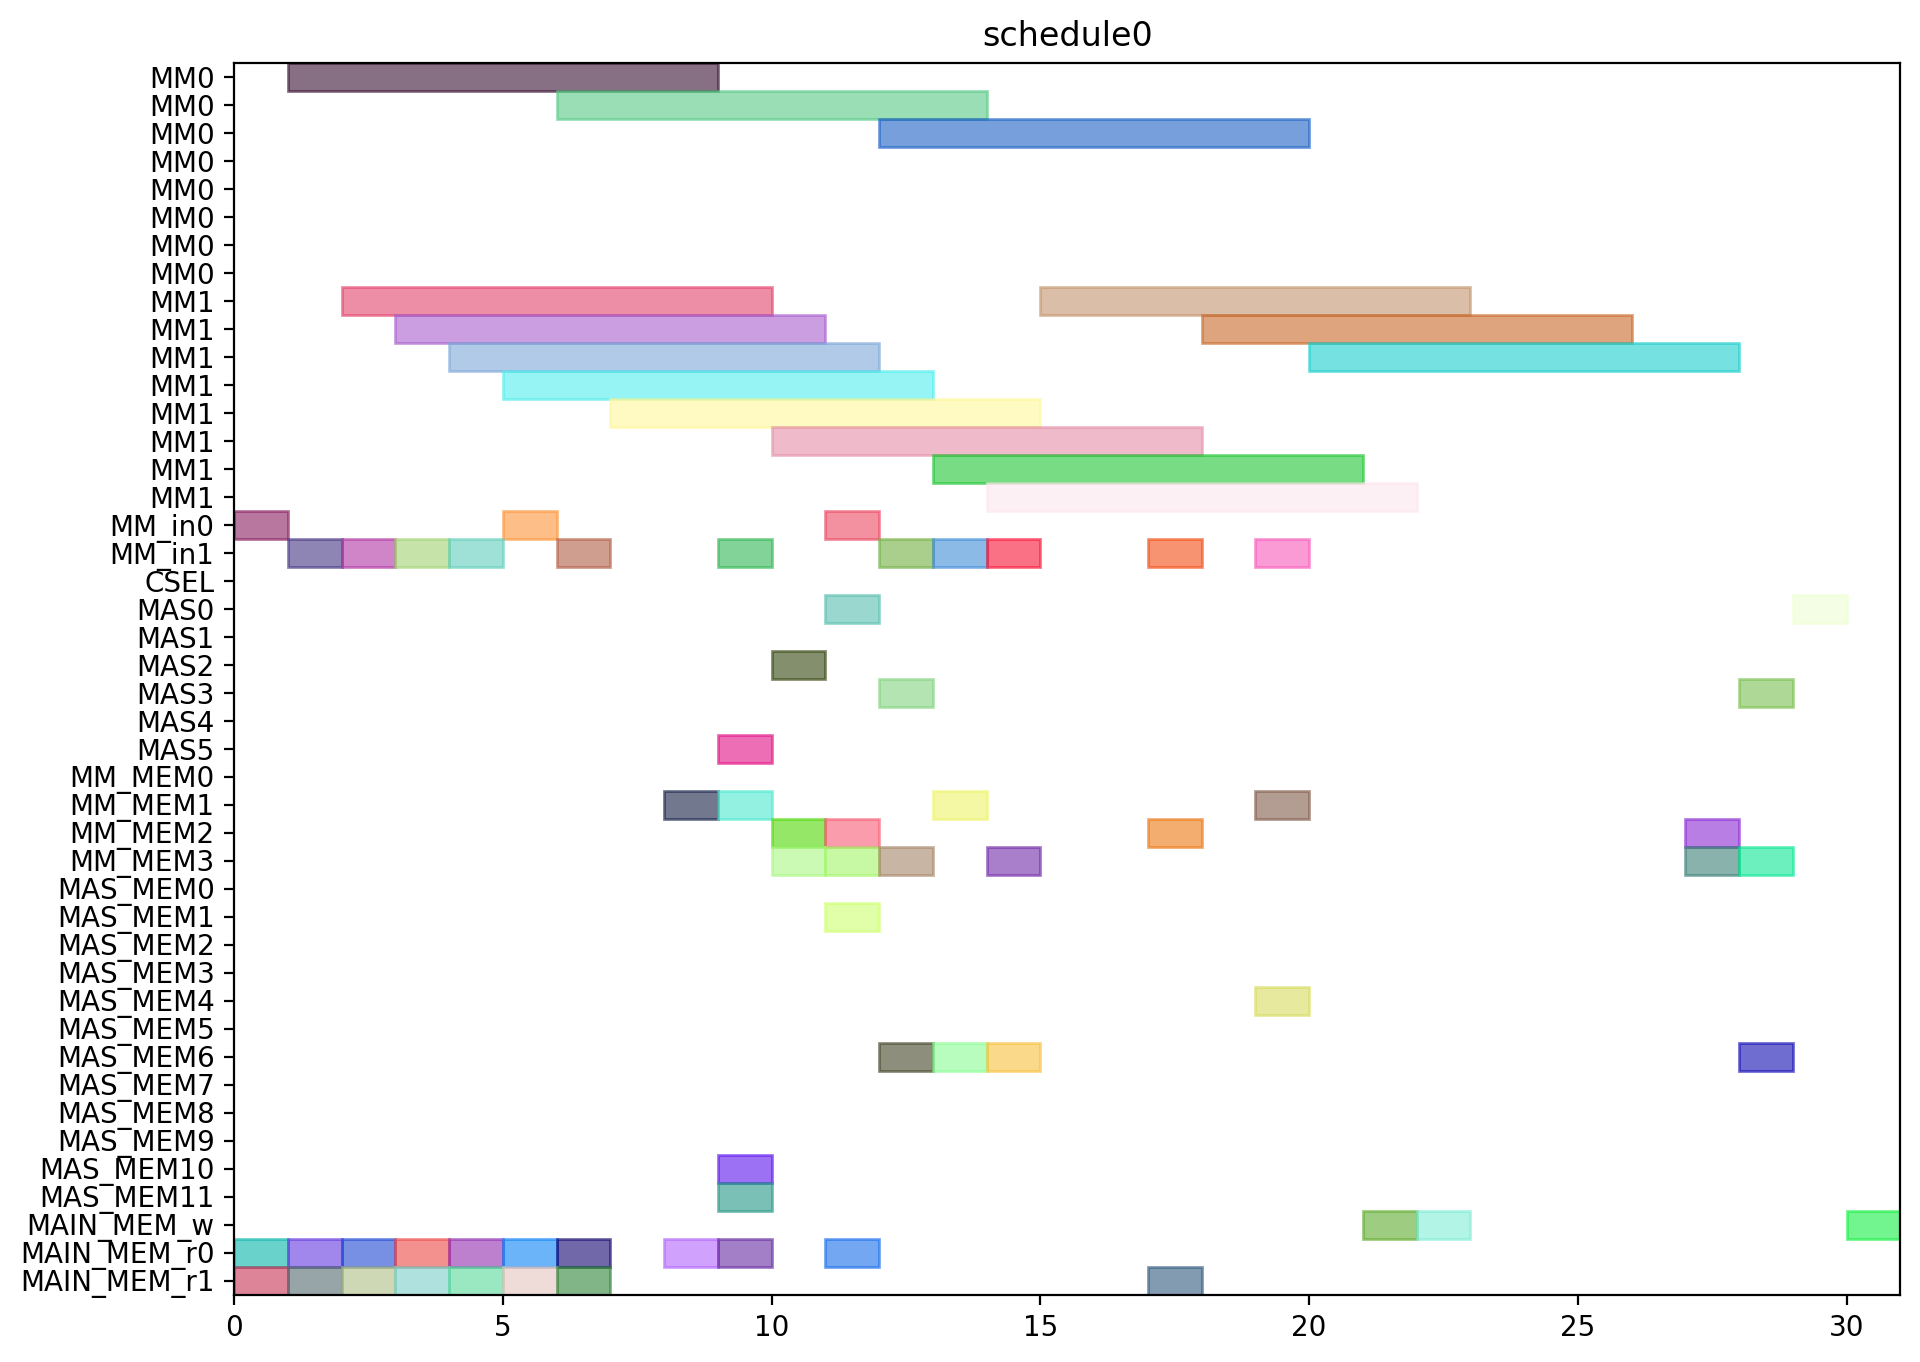 schedule0
MM0
MM0
MM0
MM0
MM0
MM0
MM0
MM0
MM1
MM1
MM1
MM1
MM1
MM1
MM1
MM1
MM_in0
MM_in1
CSEL
MAS0
MAS1
MAS2
MAS3
MAS4
MAS5
MM_MEM0
MM_MEM1
MM_MEM2
MM_MEM3
MAS_MEM0
MAS_MEM1
MAS_MEM2
MAS_MEM3
MAS_MEM4
MAS_MEM5
MAS_MEM6
MAS_MEM7
MAS_MEM8
MAS_MEM9
MAS_MEM10
MAS_MEM11
MAIN_MEM_w
MAIN_MEM_r0
MAIN_MEM_r1
0 5 10 15 20 25 30